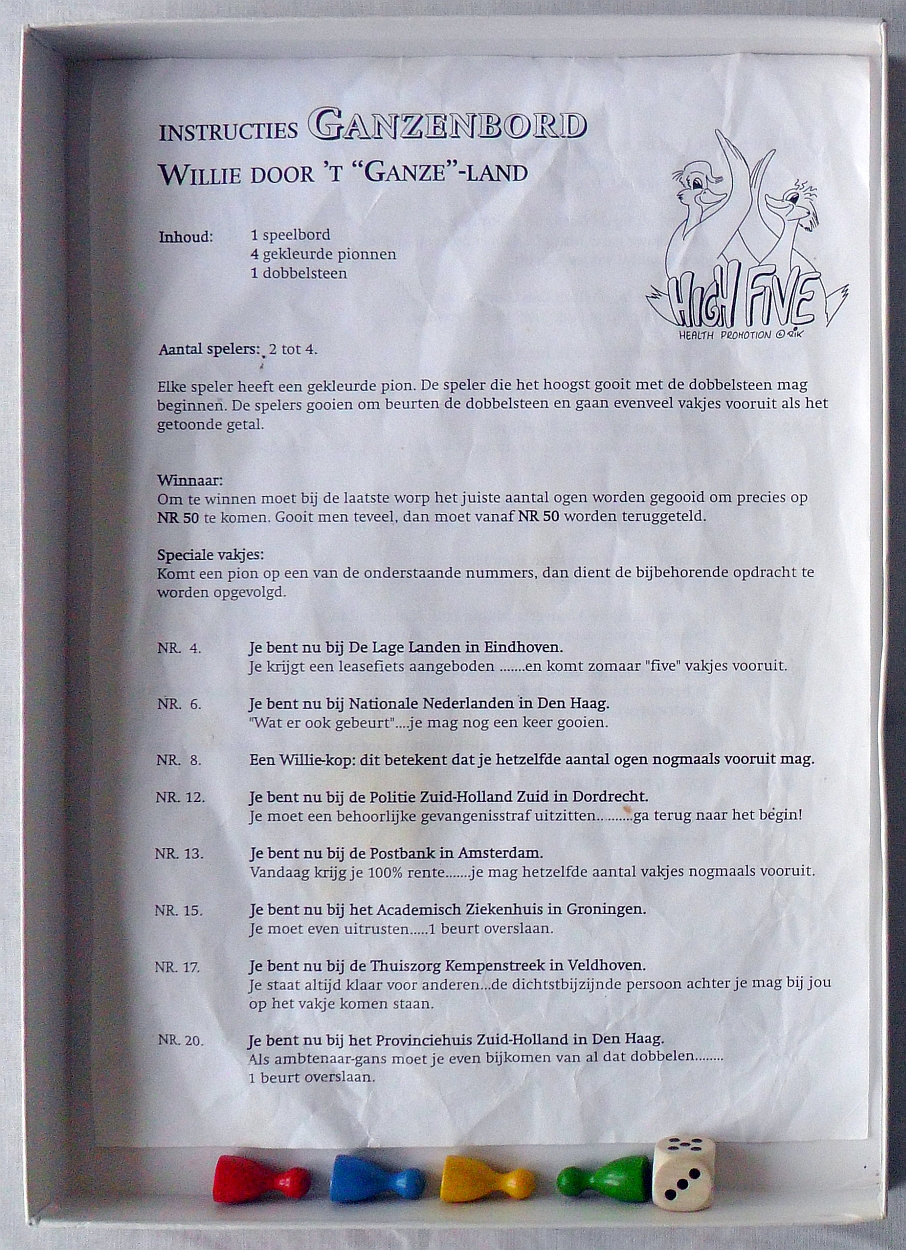 INSTRUCTIES GANZENBORD
WILLIE DOOR 'T “GANZE”-LAND
Inhoud: 1 speelbord
4 gekleurde pionnen
1 dobbelsteen
HIGH FIVE
HEALTH PROMOTION © RIK
Aantal spelers: 2 tot 4.
Elke speler heeft een gekleurde pion. De speler die het hoogst gooit met de dobbelsteen mag
beginnen. De spelers gooien om beurten de dobbelsteen en gaan evenveel vakjes vooruit als het
getoonde getal.
Winnaar:
Om te winnen moet bij de laatste worp het juiste aantal ogen worden gegooid om precies op
NR 50 te komen. Gooit men teveel, dan moet vanaf NR 50 worden teruggeteld.
Speciale vakjes:
Komt een pion op een van de onderstaande nummers, dan dient de bijbehorende opdracht te
worden opgevolgd.
NR. 4. Je bent nu bij De Lage Landen in Eindhoven.
Je krijgt een leasefiets aangeboden .......en komt zomaar "five" vakjes vooruit.
NR. 6. Je bent nu bij Nationale Nederlanden in Den Haag.
"Wat er ook gebeurt"....je mag nog een keer gooien.
NR. 8. Een Willie-kop: dit betekent dat je hetzelfde aantal ogen nogmaals vooruit mag.
NR. 12. Je bent nu bij de Politie Zuid-Holland Zuid in Dordrecht.
Je moet een behoorlijke gevangenisstraf uitzitten..........ga terug naar het begin!
NR. 13. Je bent nu bij de Postbank in Amsterdam.
Vandaag krijg je 100% rente.......je mag hetzelfde aantal vakjes nogmaals vooruit.
NR. 15. Je bent nu bij het Academisch Ziekenhuis in Groningen.
Je moet even uitrusten.....1 beurt overslaan.
NR. 17. Je bent nu bij de Thuiszorg Kempenstreek in Veldhoven.
Je staat altijd klaar voor anderen...de dichtstbijzijnde persoon achter je mag bij jou
op het vakje komen staan.
NR. 20. Je bent nu bij het Provinciehuis Zuid-Holland in Den Haag.
Als ambtenaar-gans moet je even bijkomen van al dat dobbelen........
1 beurt overslaan.